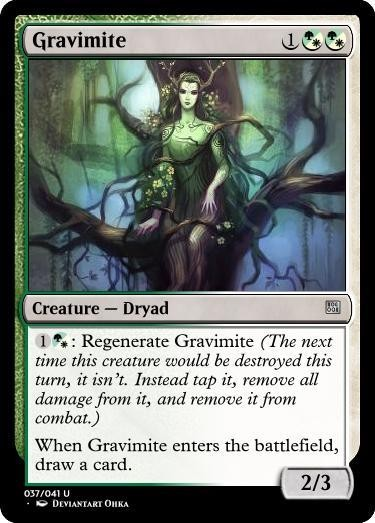 Gravimite 1
Creature — Dryad
1: Regenerate Gravimite (The next
time this creature would be destroyed this
turn, it isn't. Instead tap it, remove all
damage from it, and remove it from
combat.)
When Gravimite enters the battlefield,
draw a card.
2/3
037/041 U
· Deviantart Ohka